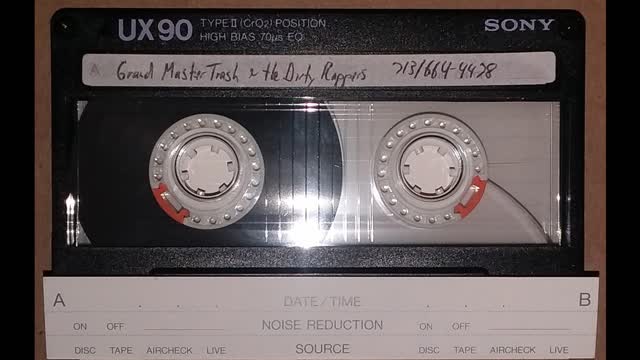 UX90 TYPE II (CrO2) POSITION SONY
HIGH BIAS 70μs EQ
A Grand Master Trash & the Dirty Rappers 213/664-4428
A DATE / TIME B
ON OFF NOISE REDUCTION ON OFF
DISC TAPE AIRCHECK LIVE SOURCE DISC TAPE AIRCHECK LIVE